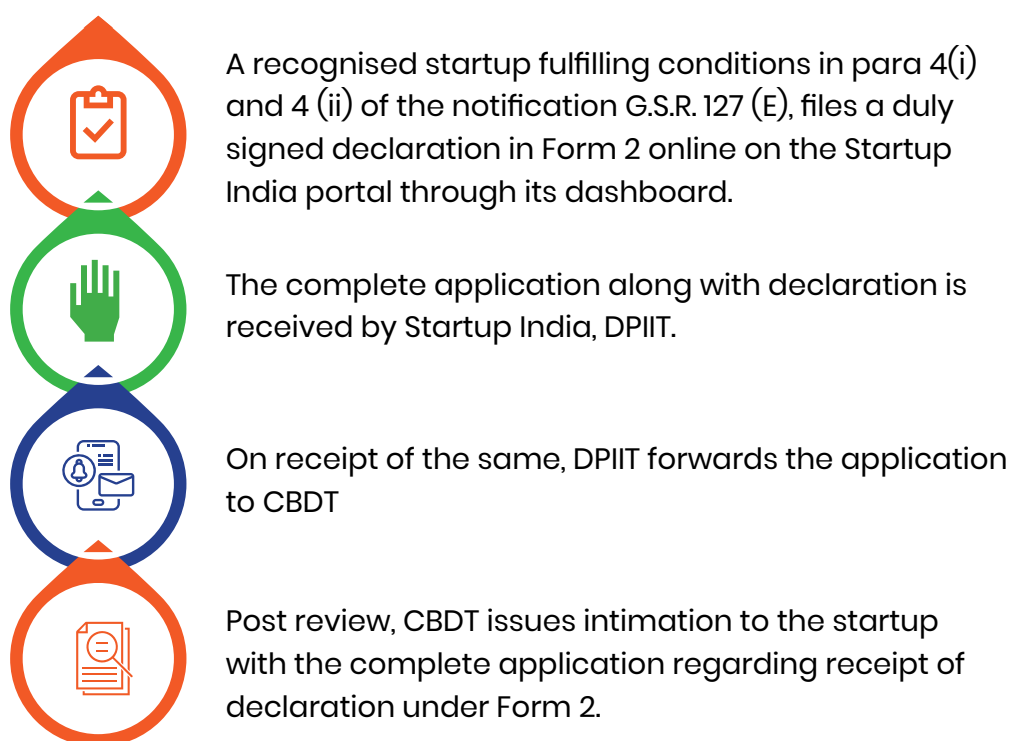 A recognised startup fulfilling conditions in para 4(i)
and 4 (ii) of the notification G.S.R. 127 (E), files a duly
signed declaration in Form 2 online on the Startup
India portal through its dashboard.
The complete application along with declaration is
received by Startup India, DPIIT.
On receipt of the same, DPIIT forwards the application
to CBDT
Post review, CBDT issues intimation to the startup
with the complete application regarding receipt of
declaration under Form 2.